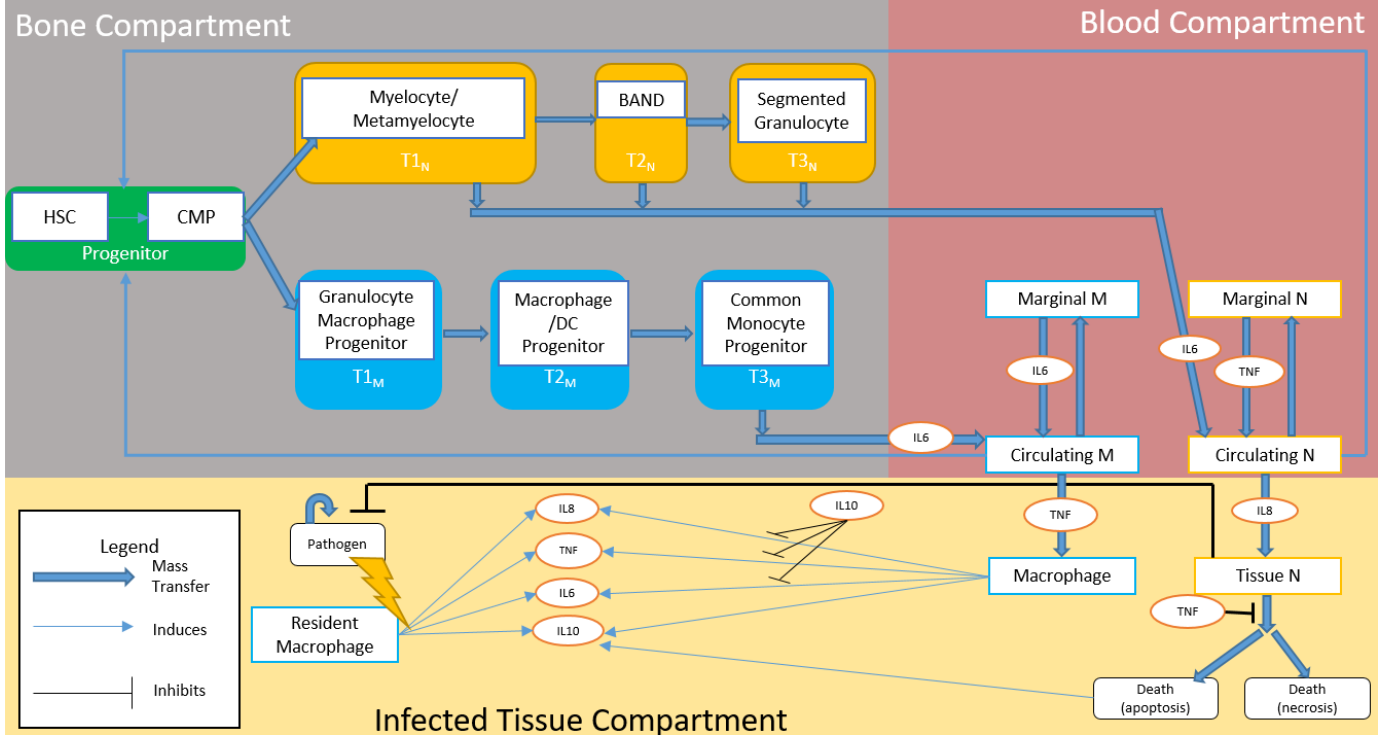 Bone Compartment
Blood Compartment
Myelocyte/
Metamyelocyte
T1N
BAND
T2N
Segmented
Granulocyte
T3N
HSC
CMP
Progenitor
Granulocyte
Macrophage
Progenitor
T1M
Macrophage
/DC
Progenitor
T2M
Common
Monocyte
Progenitor
T3M
Marginal M
Marginal N
IL6
IL6
TNF
IL6
Circulating M
Circulating N
IL10
IL8
TNF
IL8
Pathogen
TNF
IL6
IL10
Macrophage
Tissue N
TNF
Resident
Macrophage
Legend
Mass
Transfer
Induces
Inhibits
Death
(apoptosis)
Death
(necrosis)
Infected Tissue Compartment